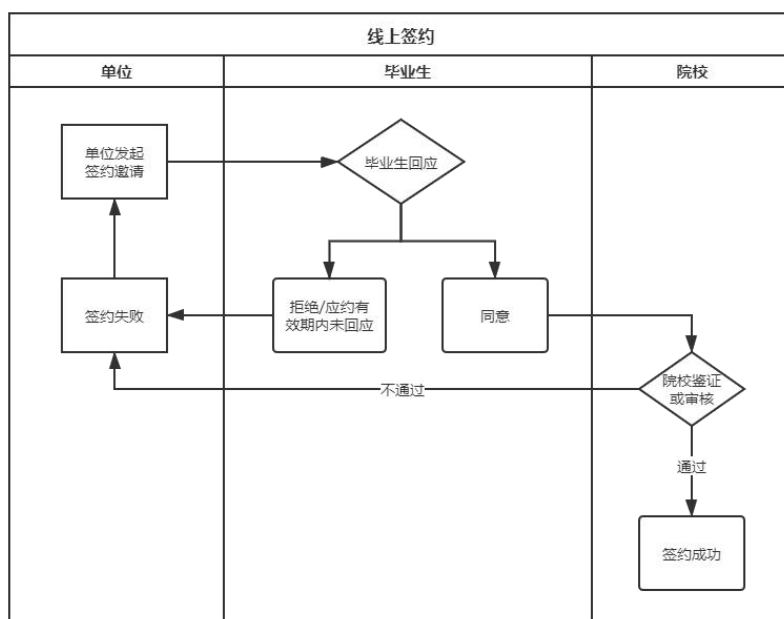 线上签约
单位
毕业生
院校
单位发起
签约邀请
毕业生回应
签约失败
拒绝/应约有
效期内未回应
同意
院校鉴证
或审核
不通过
通过
签约成功